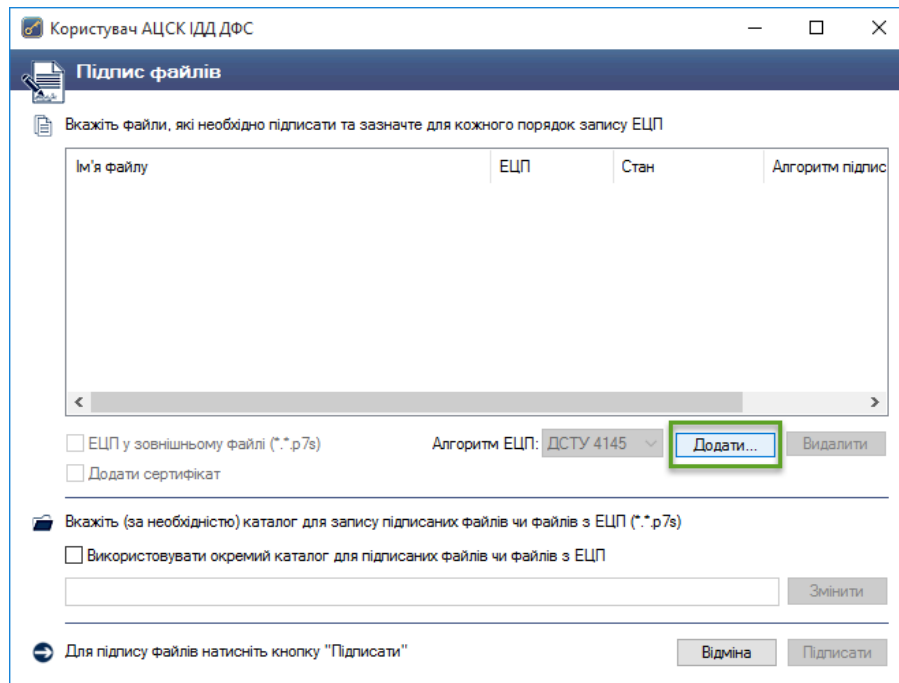 Користувач АЦСК ІДД ДФС
Підпис файлів
Вкажіть файли, які необхідно підписати та зазначте для кожного порядок запису ЕЦП
Ім'я файлу ЕЦП Стан Алгоритм підпис
ЕЦП у зовнішньому файлі (*.*.p7s) Алгоритм ЕЦП: ДСТУ 4145 Додати... Видалити
Додати сертифікат
Вкажіть (за необхідністю) каталог для запису підписаних файлів чи файлів з ЕЦП (*.*.p7s)
Використовувати окремий каталог для підписаних файлів чи файлів з ЕЦП
Змінити
Для підпису файлів натисніть кнопку "Підписати" Відміна Підписати